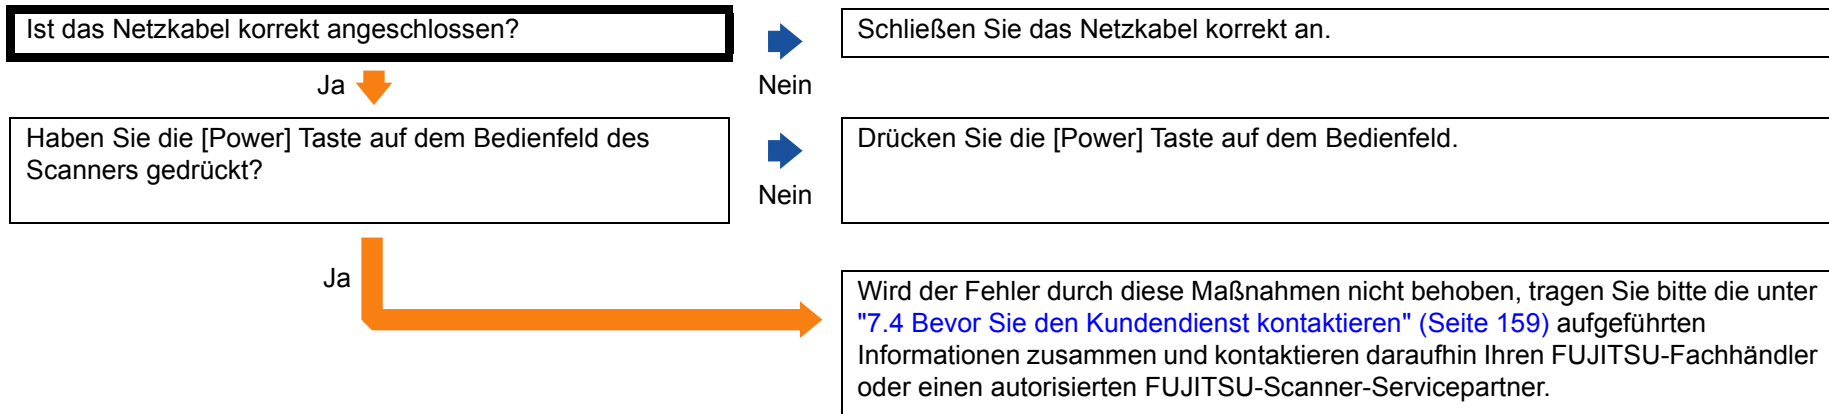 Ist das Netzkabel korrekt angeschlossen?
Schließen Sie das Netzkabel korrekt an.
Ja
Nein
Haben Sie die [Power] Taste auf dem Bedienfeld des
Scanners gedrückt?
Drücken Sie die [Power] Taste auf dem Bedienfeld.
Nein
Ja
Wird der Fehler durch diese Maßnahmen nicht behoben, tragen Sie bitte die unter
"7.4 Bevor Sie den Kundendienst kontaktieren" (Seite 159) aufgeführten
Informationen zusammen und kontaktieren daraufhin Ihren FUJITSU-Fachhändler
oder einen autorisierten FUJITSU-Scanner-Servicepartner.